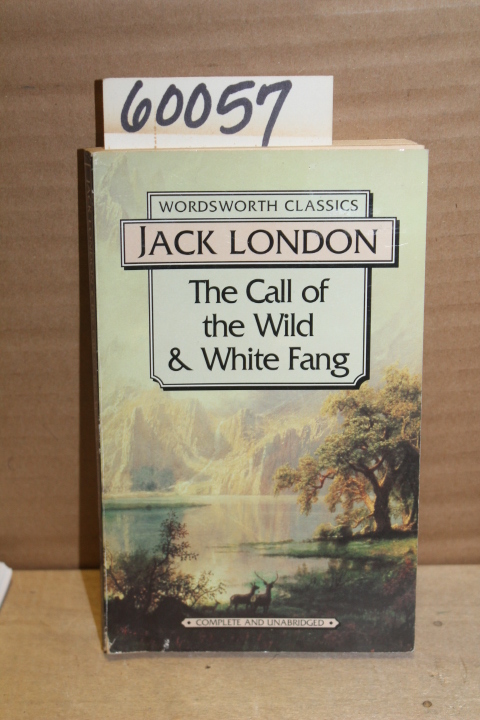 60057
WORDSWORTH CLASSICS
JACK LONDON
The Call of
the Wild
& White Fang
• COMPLETE AND UNABRIDGED •